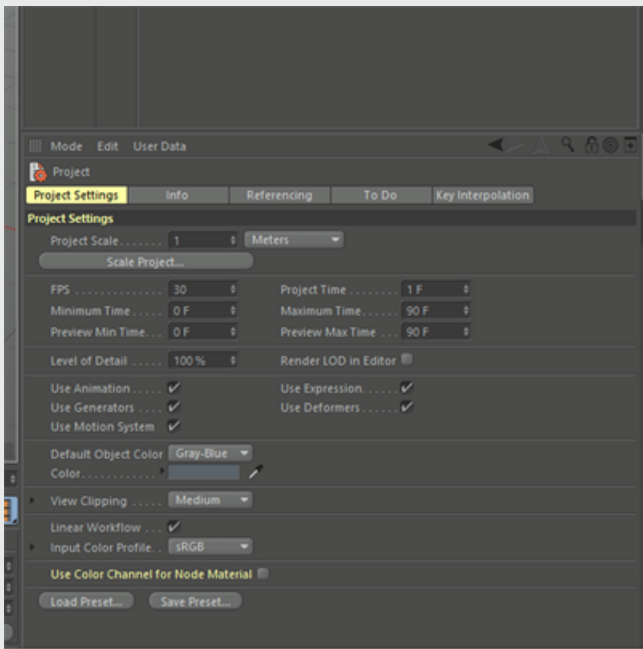 Mode Edit User Data
Project
Project Settings Info Referencing To Do Key Interpolation
Project Settings
Project Scale....... 1 Meters
Scale Project...
FPS ............. 30 Project Time........ 1 F
Minimum Time..... 0 F Maximum Time..... 90 F
Preview Min Time... 0 F Preview Max Time ... 90 F
Level of Detail ..... 100 % Render LOD in Editor
Use Animation ..... Use Expression......
Use Generators .... Use Deformers......
Use Motion System
Default Object Color Gray-Blue
Color...........
View Clipping ..... Medium
Linear Workflow ...
Input Color Profile.. sRGB
Use Color Channel for Node Material
Load Preset... Save Preset...